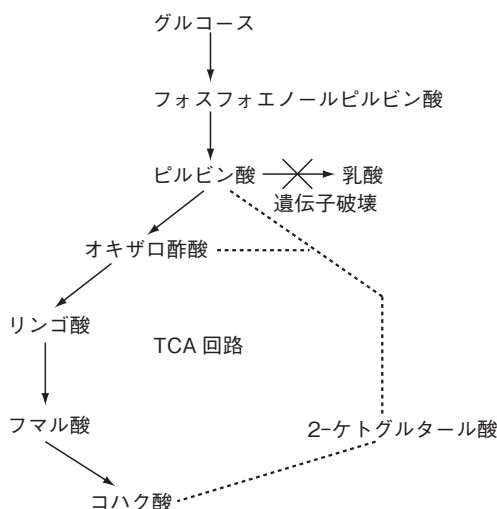 グルコース
フォスフォエノールピルビン酸
ピルビン酸
乳酸
遺伝子破壊
オキザロ酢酸
リンゴ酸
TCA 回路
フマル酸
2-ケトグルタール酸
コハク酸